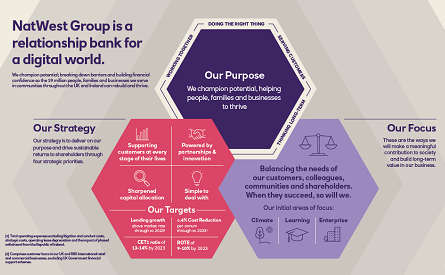 NatWest Group is a
relationship bank for
a digital world.
We champion potential; breaking down barriers and building financial
confidence so the 19 million people, families and businesses we serve
in communities throughout the UK and Ireland can rebuild and thrive.
DOING THE RIGHT THING
WORKING TOGETHER
SERVING CUSTOMERS
THINKING LONG-TERM
Our Purpose
We champion potential, helping
people, families and businesses
to thrive
Our Strategy
Our strategy is to deliver on our
purpose and drive sustainable
returns to shareholders through
four strategic priorities.
Supporting
customers at every
stage of their lives
Powered by
partnerships &
innovation
Sharpened
capital allocation
Simple to
deal with
Our Targets
Lending growth
above market rate
through to 2023
c.4% Cost Reduction
per annum
through to 2023
CET1 ratio of
13-14% by 2023
ROTE of
9-10% by 2023
Our Focus
These are the ways we
will make a meaningful
contribution to society
and build long-term
value in our business.
Balancing the needs of
our customers, colleagues,
communities and shareholders.
When they succeed, so will we.
Our initial areas of focus:
Climate
Learning
Enterprise
(1) Total operating expenses excluding litigation and conduct costs,
strategic costs, operating lease depreciation and the impact of phased
withdrawal from the Republic of Ireland.
(2) Comprises customer loans in our UK and RBS International retail
and commercial businesses, excluding UK Government financial
support schemes.